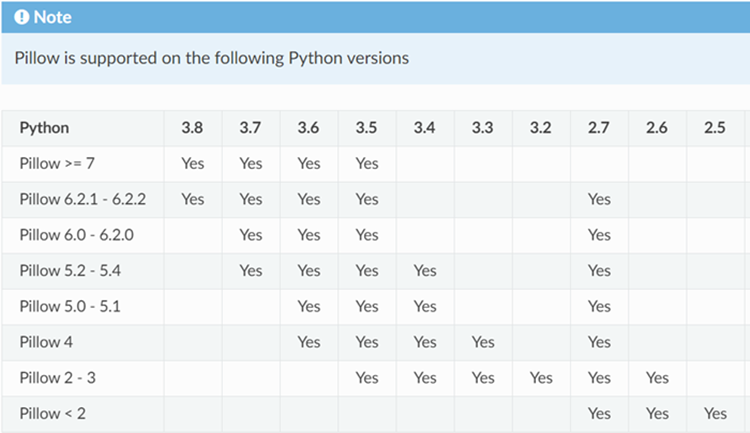 Note
Pillow is supported on the following Python versions
Python 3.8 3.7 3.6 3.5 3.4 3.3 3.2 2.7 2.6 2.5
Pillow >= 7 Yes Yes Yes Yes
Pillow 6.2.1 - 6.2.2 Yes Yes Yes Yes Yes
Pillow 6.0 - 6.2.0 Yes Yes Yes Yes
Pillow 5.2 - 5.4 Yes Yes Yes Yes Yes
Pillow 5.0 - 5.1 Yes Yes Yes Yes
Pillow 4 Yes Yes Yes Yes Yes
Pillow 2 - 3 Yes Yes Yes Yes Yes Yes
Pillow < 2 Yes Yes Yes